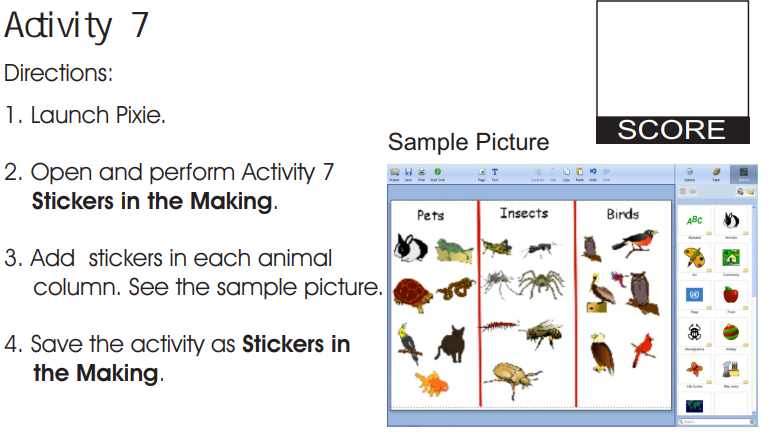 Activity 7
SCORE
Directions:
1. Launch Pixie.
Sample Picture
2. Open and perform Activity 7
Stickers in the Making.
3. Add stickers in each animal
column. See the sample picture.
4. Save the activity as Stickers in
the Making.
Pets Insects Birds
ABC